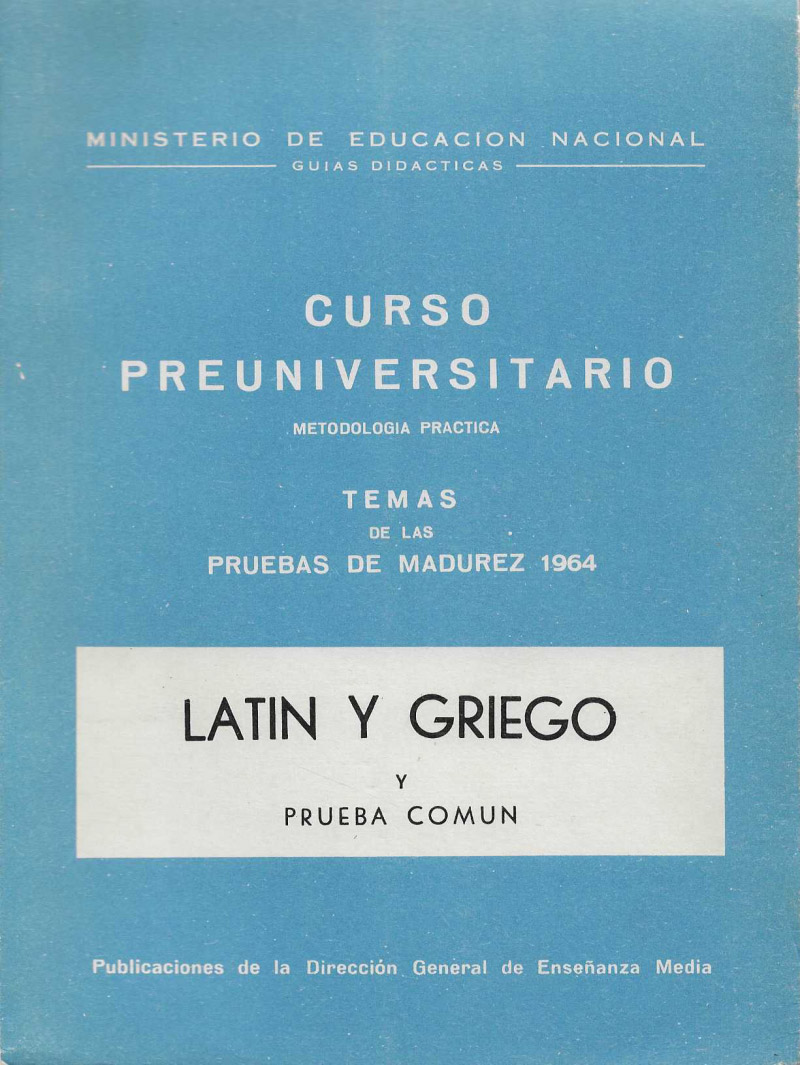 MINISTERIO DE EDUCACION NACIONAL
GUIAS DIDACTICAS
CURSO
PREUNIVERSITARIO
METODOLOGIA PRACTICA
TEMAS
DE LAS
PRUEBAS DE MADUREZ 1964
LATIN Y GRIEGO
Y
PRUEBA COMUN
Publicaciones de la Dirección General de Enseñanza Media